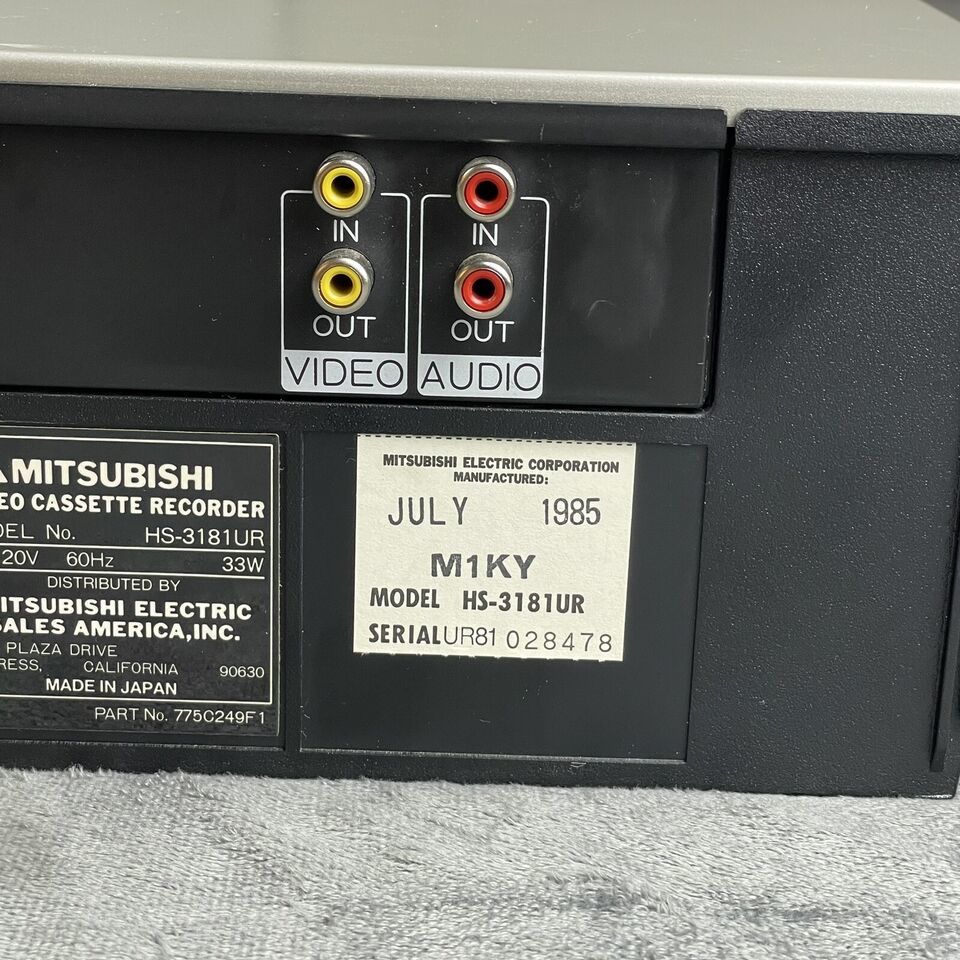 IN
IN
OUT
OUT
VIDEO
AUDIO
MITSUBISHI
EO CASSETTE RECORDER
DEL No. HS-3181UR
20V 60Hz 33W
DISTRIBUTED BY
ITSUBISHI ELECTRIC
SALES AMERICA,INC.
PLAZA DRIVE
RESS, CALIFORNIA 90630
MADE IN JAPAN
PART No. 775C249F1
MITSUBISHI ELECTRIC CORPORATION
MANUFACTURED:
JULY 1985
M1KY
MODEL HS-3181UR
SERIAL UR81 028478